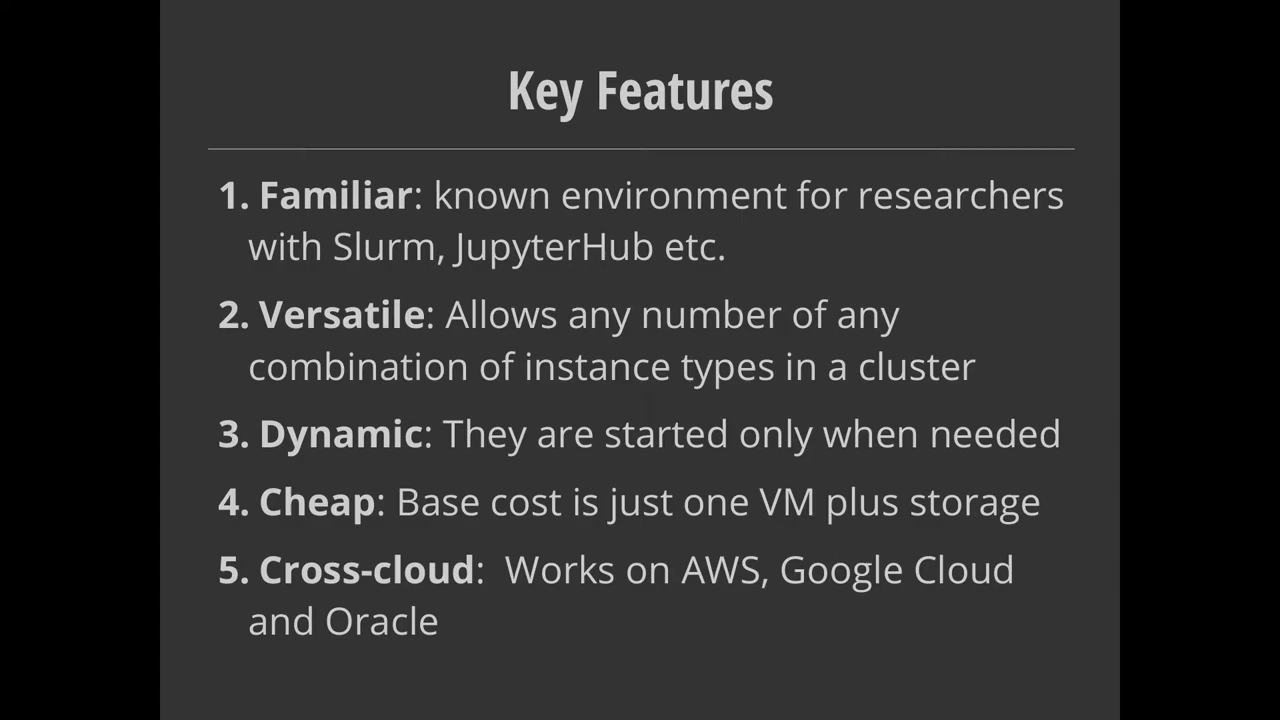 Key Features
1. Familiar: known environment for researchers
with Slurm, JupyterHub etc.
2. Versatile: Allows any number of any
combination of instance types in a cluster
3. Dynamic: They are started only when needed
4. Cheap: Base cost is just one VM plus storage
5. Cross-cloud:  Works on AWS, Google Cloud
and Oracle